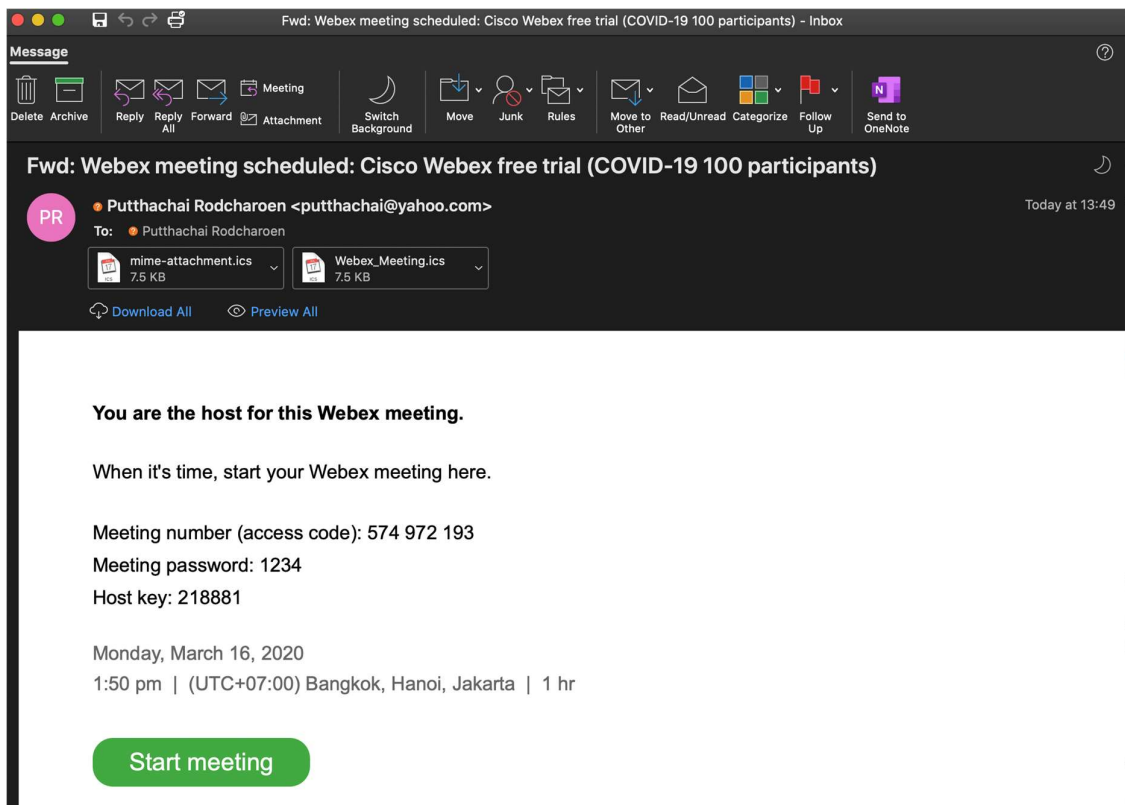 Fwd: Webex meeting scheduled: Cisco Webex free trial (COVID-19 100 participants) - Inbox
Message
Delete Archive Reply Reply All Forward Meeting Attachment Switch Background Move Junk Rules Move to Other Read/Unread Categorize Follow Up Send to OneNote
Fwd: Webex meeting scheduled: Cisco Webex free trial (COVID-19 100 participants)
PR
Putthachai Rodcharoen <putthachai@yahoo.com>
Today at 13:49
To: Putthachai Rodcharoen
mime-attachment.ics
7.5 KB
Webex_Meeting.ics
7.5 KB
Download All Preview All
You are the host for this Webex meeting.
When it's time, start your Webex meeting here.
Meeting number (access code): 574 972 193
Meeting password: 1234
Host key: 218881
Monday, March 16, 2020
1:50 pm | (UTC+07:00) Bangkok, Hanoi, Jakarta | 1 hr
Start meeting